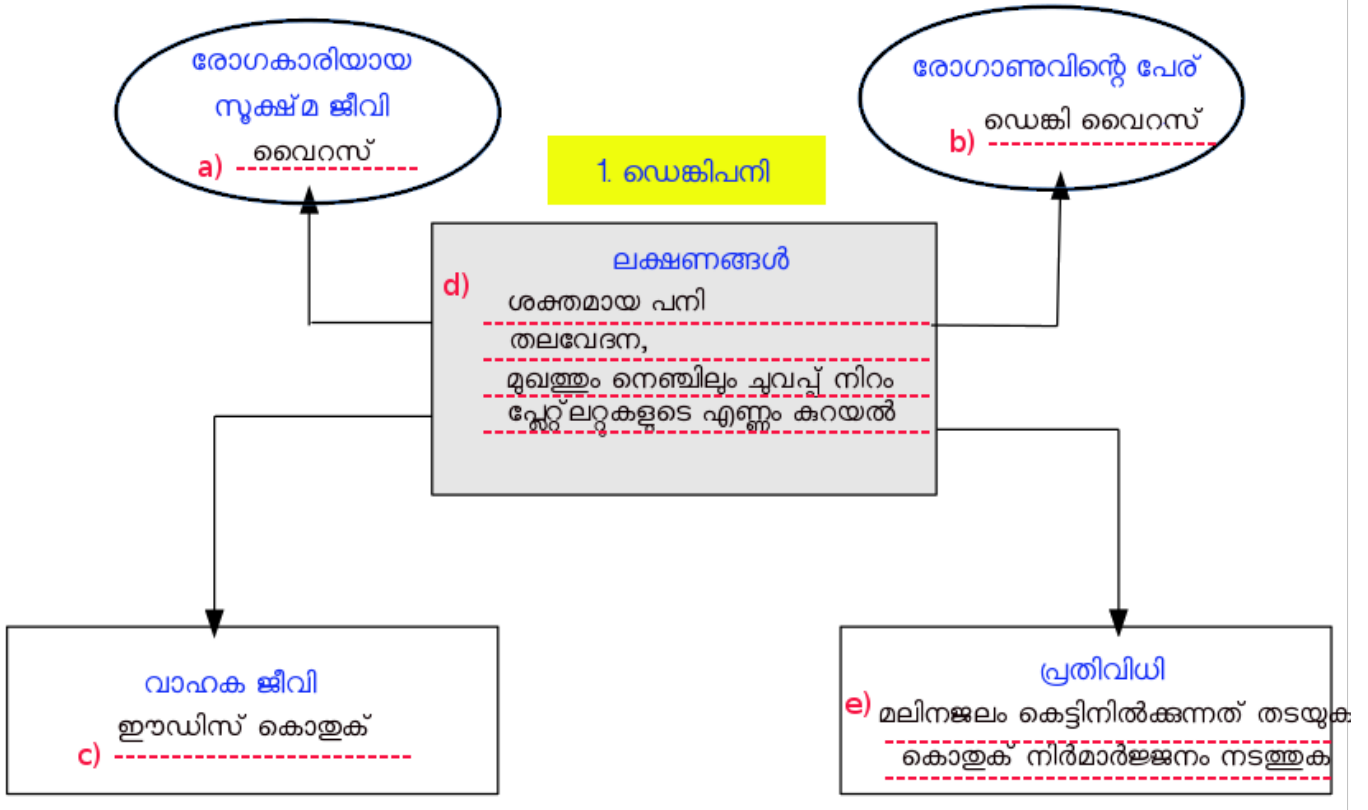 രോഗകാരിയായ
സൂക്ഷ്മ ജീവി
a) വൈറസ്
രോഗാണുവിന്റെ പേര്
b) ഡെങ്കി വൈറസ്
1. ഡെങ്കിപനി
ലക്ഷണങ്ങൾ
d) ശക്തമായ പനി
തലവേദന,
മുഖത്തും നെഞ്ചിലും ചുവപ്പ് നിറം
പ്ലേറ്റ്ലറ്റുകളുടെ എണ്ണം കുറയൽ
വാഹക ജീവി
c) ഈഡിസ് കൊതുക്
പ്രതിവിധി
e) മലിനജലം കെട്ടിനിൽക്കുന്നത് തടയുക
കൊതുക് നിർമാർജ്ജനം നടത്തുക